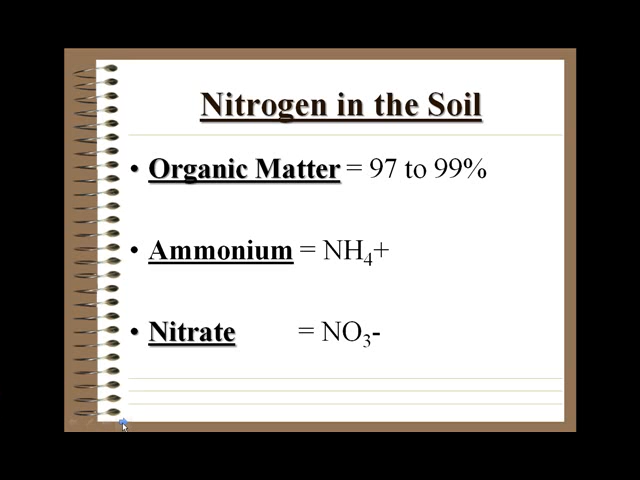 Nitrogen in the Soil
• Organic Matter = 97 to 99%
• Ammonium = NH₄+
• Nitrate = NO₃-